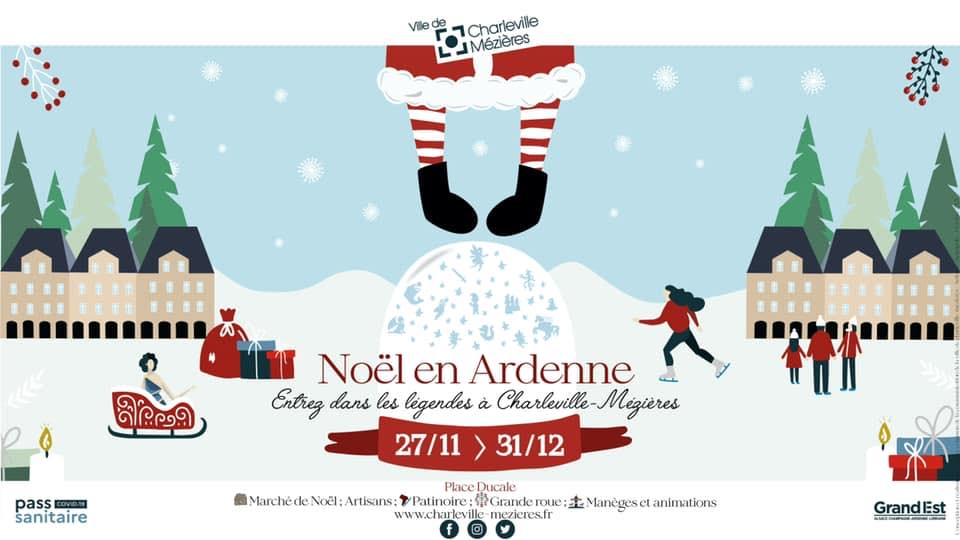 Ville de
Charleville
Mézières
Noël en Ardenne
Entrez dans les légendes à Charleville-Mézières
27/11 > 31/12
Place Ducale
Marché de Noël ; Artisans ; Patinoire ; Grande roue ; Manèges et animations
www.charleville-mezieres.fr
pass COVID-19
sanitaire
Grand Est
ALSACE CHAMPAGNE-ARDENNE LORRAINE